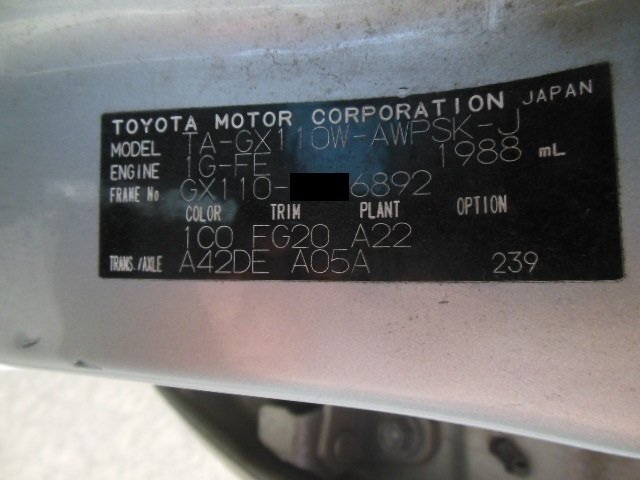 TOYOTA MOTOR CORPORATION JAPAN
MODEL TA-GX110W-AWPSK-J
ENGINE 1G-FE 1988 mL
FRAME No GX110- 6892
COLOR TRIM PLANT OPTION
1C0 FG20 A22
TRANS./AXLE A42DE A05A 239